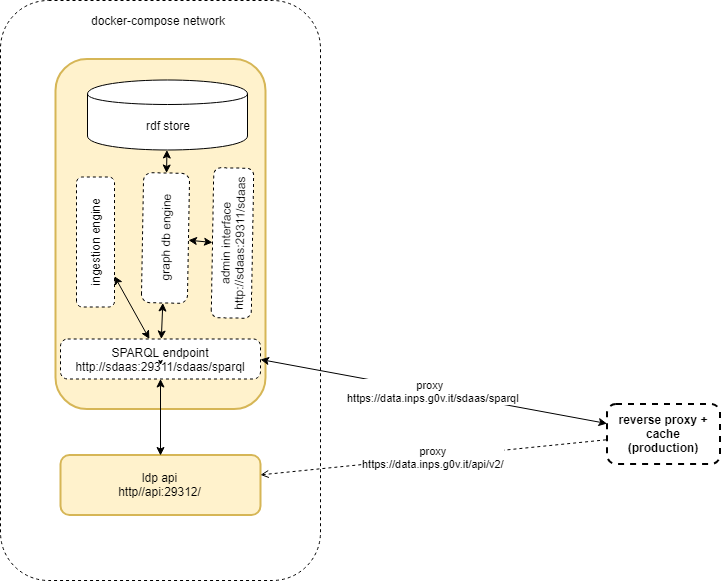 docker-compose network
rdf store
ingestion engine
graph db engine
admin interface
http://sdaas:29311/sdaas
SPARQL endpoint
http://sdaas:29311/sdaas/sparql
proxy
https://data.inps.g0v.it/sdaas/sparql
reverse proxy +
cache
(production)
proxy
https://data.inps.g0v.it/api/v2/
ldp api
http//api:29312/